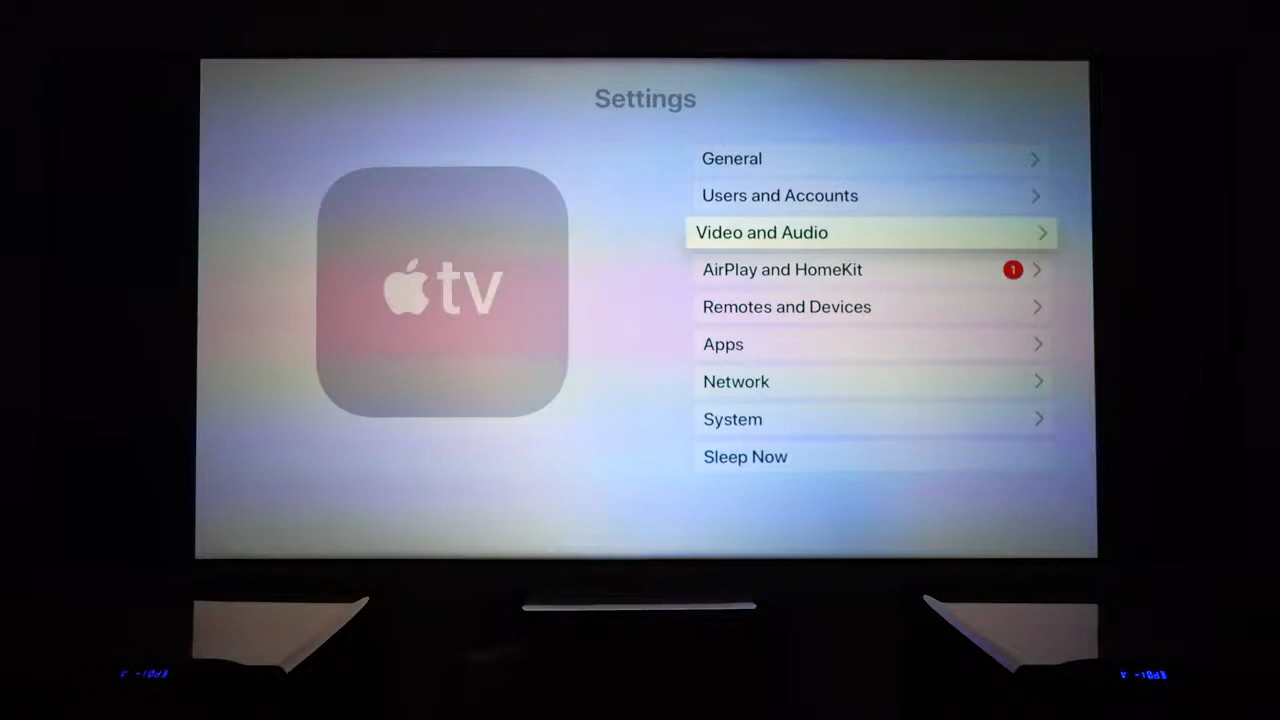 Settings
General
Users and Accounts
Video and Audio
AirPlay and HomeKit 1
Remotes and Devices
Apps
Network
System
Sleep Now
tv